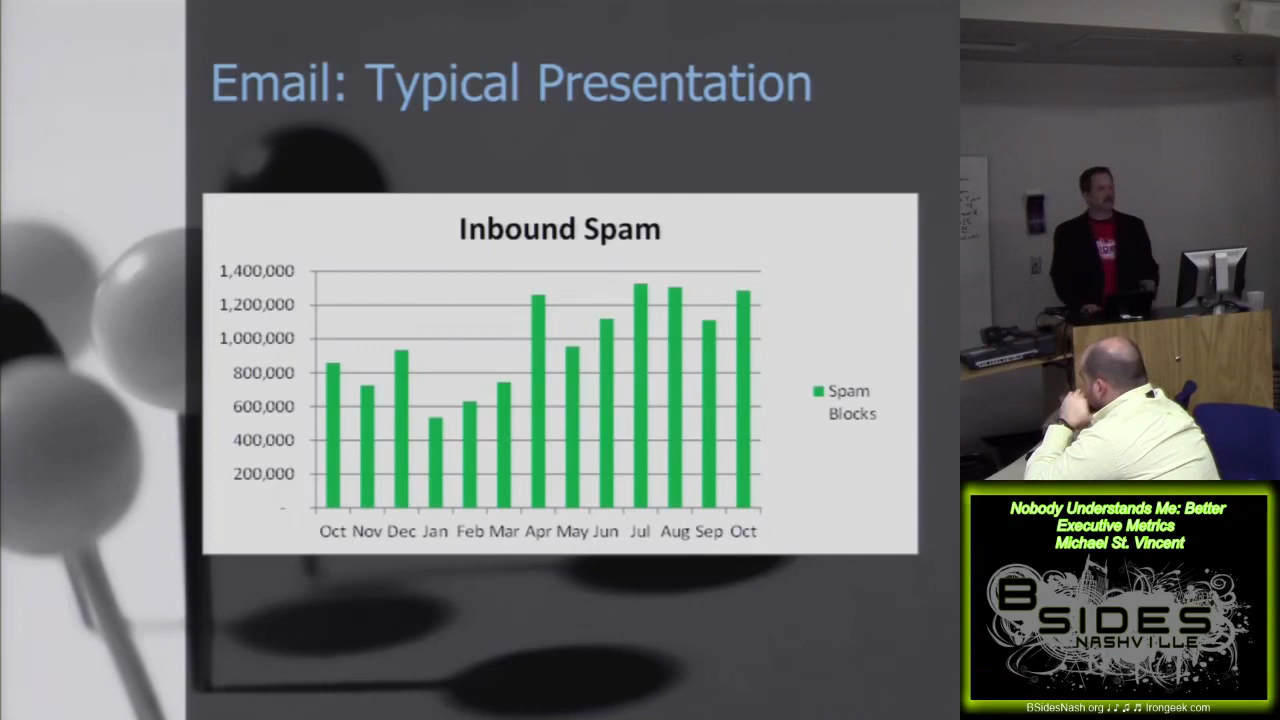 Email: Typical Presentation
Inbound Spam
1,400,000
1,200,000
1,000,000
800,000
600,000
400,000
200,000
-
Oct Nov Dec Jan Feb Mar Apr May Jun Jul Aug Sep Oct
Spam
Blocks
Nobody Understands Me: Better
Executive Metrics
Michael St. Vincent
BSIDES
NASHVILLE
BSidesNash.org ♩♪♫♬ Irongeek.com